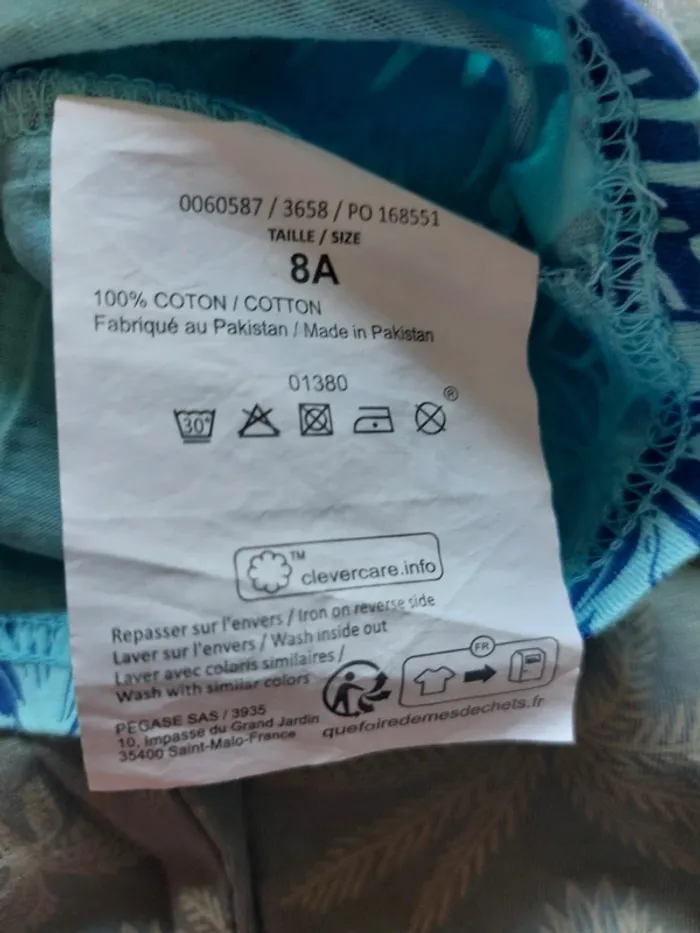 0060587 / 3658 / PO 168551
TAILLE / SIZE
8A
100% COTON / COTTON
Fabriqué au Pakistan / Made in Pakistan
01380
®
30°
TM
clevercare.info
Repasser sur l'envers / Iron on reverse side
Laver sur l'envers / Wash inside out
Laver avec coloris similaires /
Wash with similar colors
FR
PEGASE SAS / 3935
10, Impasse du Grand Jardin
35400 Saint-Malo-France
quefairedemesdechets.fr